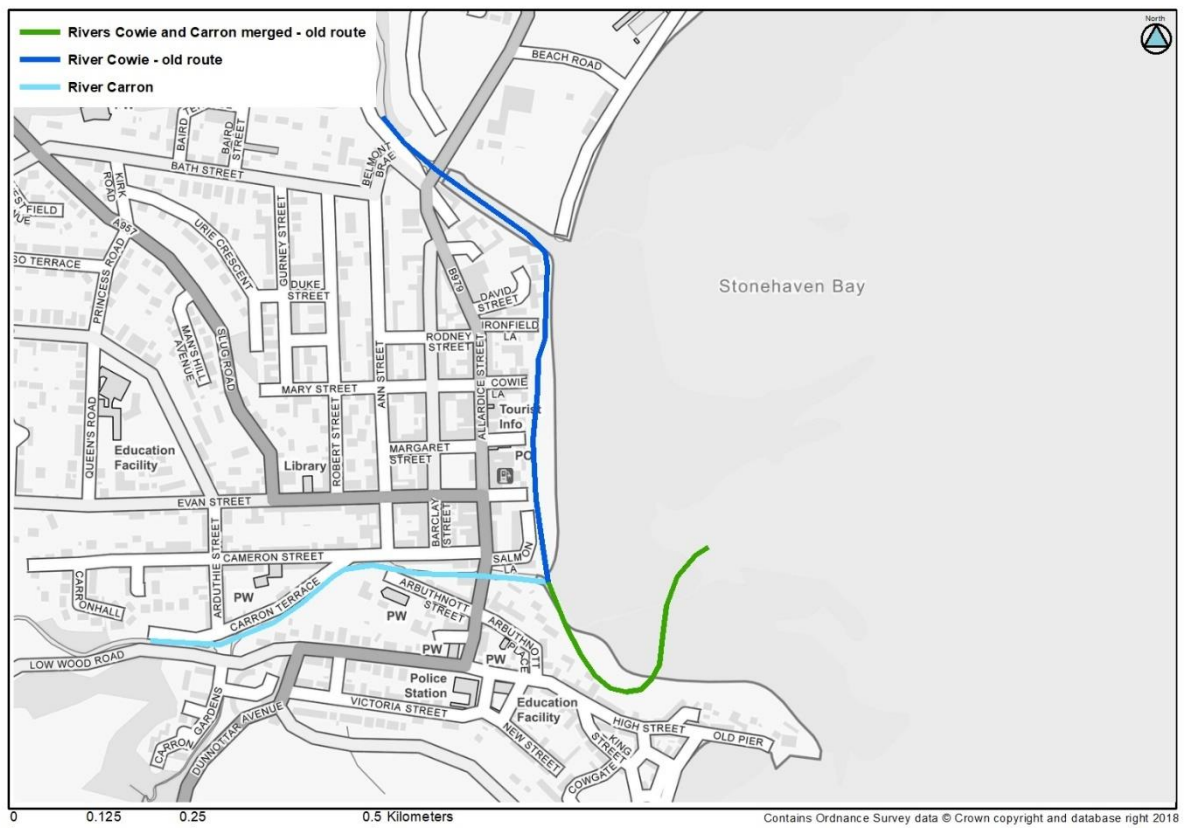 Rivers Cowie and Carron merged - old route
River Cowie - old route
River Carron
North
BEACH ROAD
BAIRD
BAIRD
STREET
BELMONT
BRAE
BATH STREET
KIRK
ROAD
FIELD
A957
URIE CRESCENT
GURNEY STREET
PRINCESS ROAD
SO TERRACE
B979
Stonehaven Bay
DUKE
STREET
DAVID
STREET
MAN'S HILL
AVENUE
SLUG ROAD
RODNEY
STREET
IRONFIELD
LA
ANN STREET
ALLARDICE STREET
MARY STREET
COWIE
LA
Tourist
Info
QUEEN'S ROAD
ROBERT STREET
MARGARET
STREET
PO
Education
Facility
Library
EVAN STREET
BARCLAY
STREET
ARDUTHIE STREET
CAMERON STREET
SALMON
LA
CARRONHALL
PW
CARRON TERRACE
ARBUTHNOTT
STREET
PW
ARBUTHNOTT
PLACE
PW
PW
LOW WOOD ROAD
Police
Station
VICTORIA STREET
Education
Facility
CARRON
GARDENS
DUNNOTTAR AVENUE
NEW STREET
HIGH STREET
OLD PIER
KING
STREET
COWGATE
0
0.125
0.25
0.5 Kilometers
Contains Ordnance Survey data © Crown copyright and database right 2018